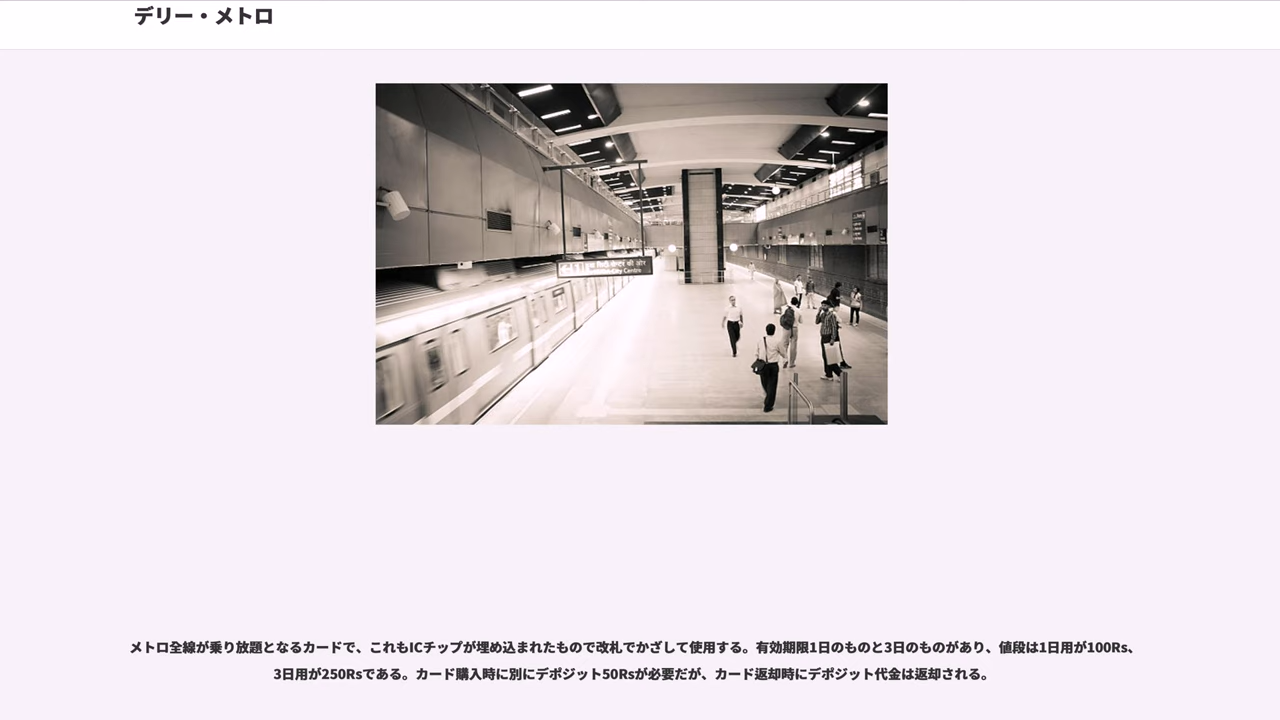 デリー・メトロ
की ओर
City Centre
メトロ全線が乗り放題となるカードで、これもICチップが埋め込まれたもので改札でかざして使用する。有効期限1日のものと3日のものがあり、値段は1日用が100Rs、
3日用が250Rsである。カード購入時に別にデポジット50Rsが必要だが、カード返却時にデポジット代金は返却される。